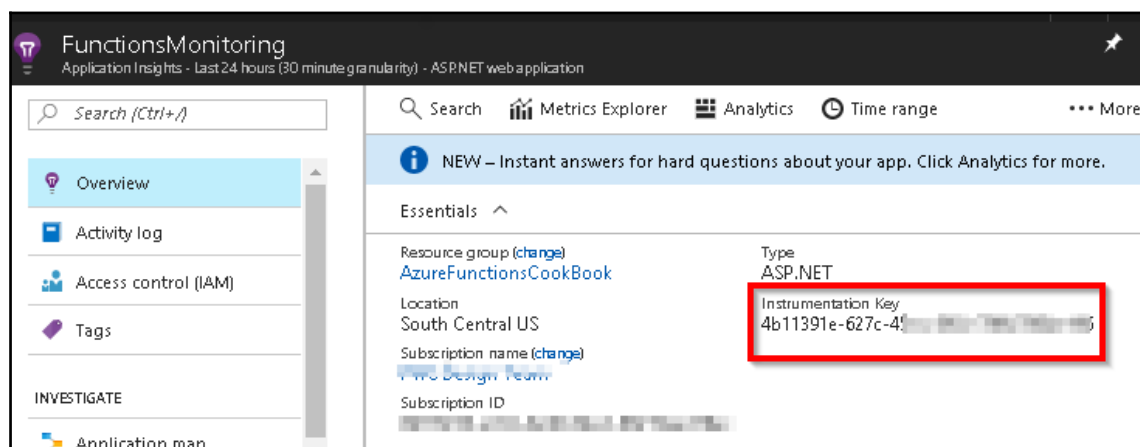 FunctionsMonitoring
Application Insights - Last 24 hours (30 minute granularity) - ASP.NET web application
Search (Ctrl+/)
Overview
Activity log
Access control (IAM)
Tags
INVESTIGATE
Application map
Search
Metrics Explorer
Analytics
Time range
••• More
NEW – Instant answers for hard questions about your app. Click Analytics for more.
Essentials
Resource group (change)
AzureFunctionsCookBook
Type
ASP.NET
Location
South Central US
Instrumentation Key
4b11391e-627c-45
Subscription name (change)
Subscription ID